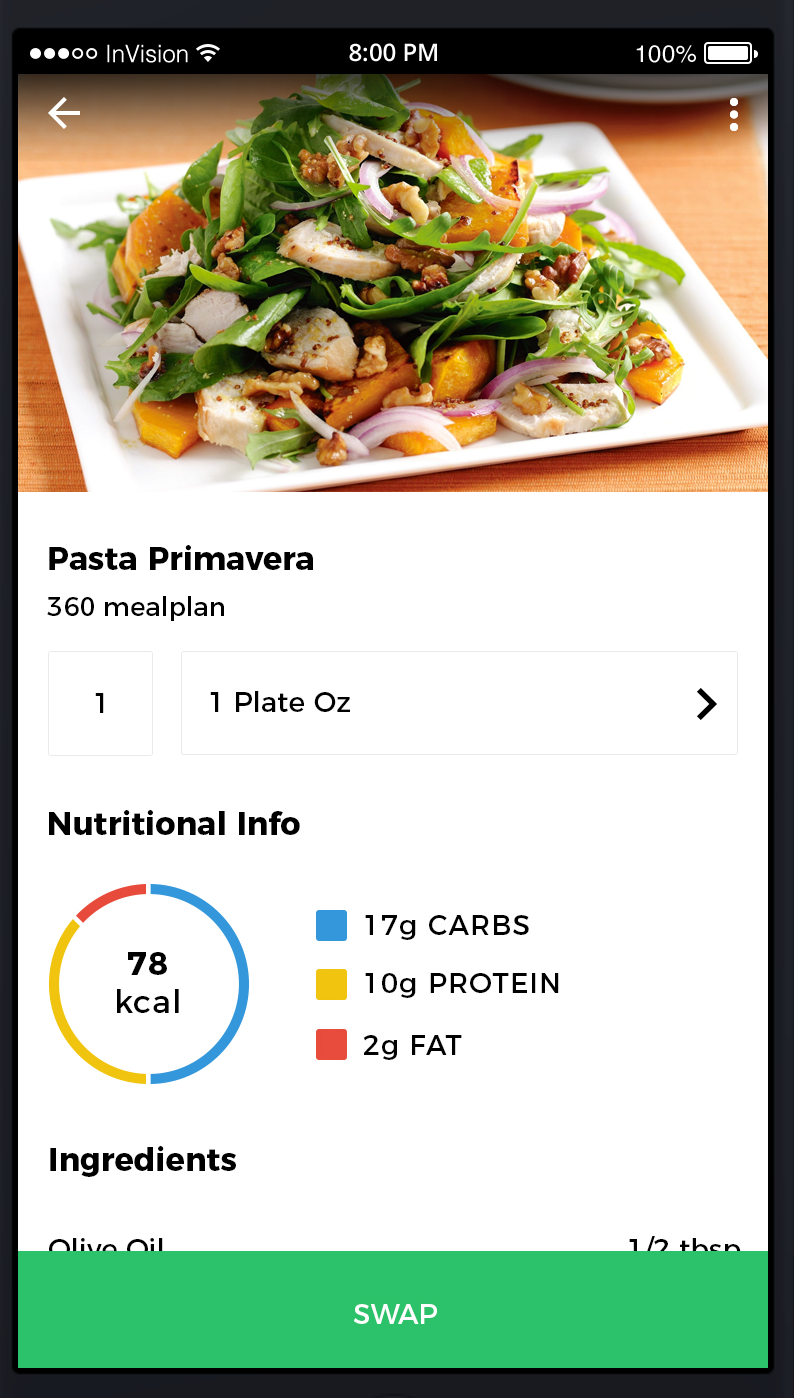 InVision 8:00 PM 100%
Pasta Primavera
360 mealplan
1 1 Plate Oz
Nutritional Info
78
kcal
17g CARBS
10g PROTEIN
2g FAT
Ingredients
Olive Oil 1/2 tbsp
SWAP